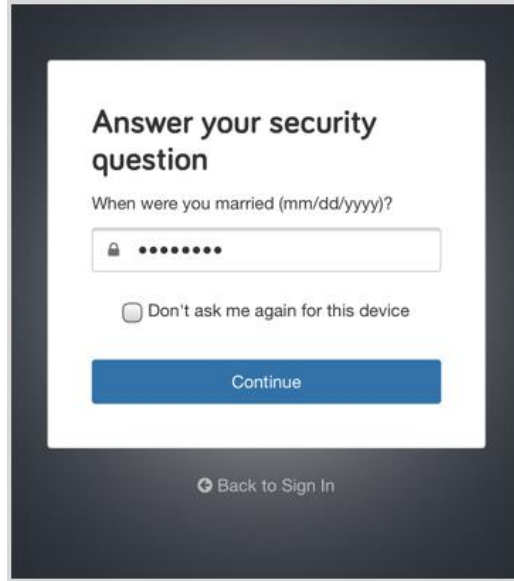 Answer your security
question
When were you married (mm/dd/yyyy)?
••••••••
Don't ask me again for this device
Continue
Back to Sign In